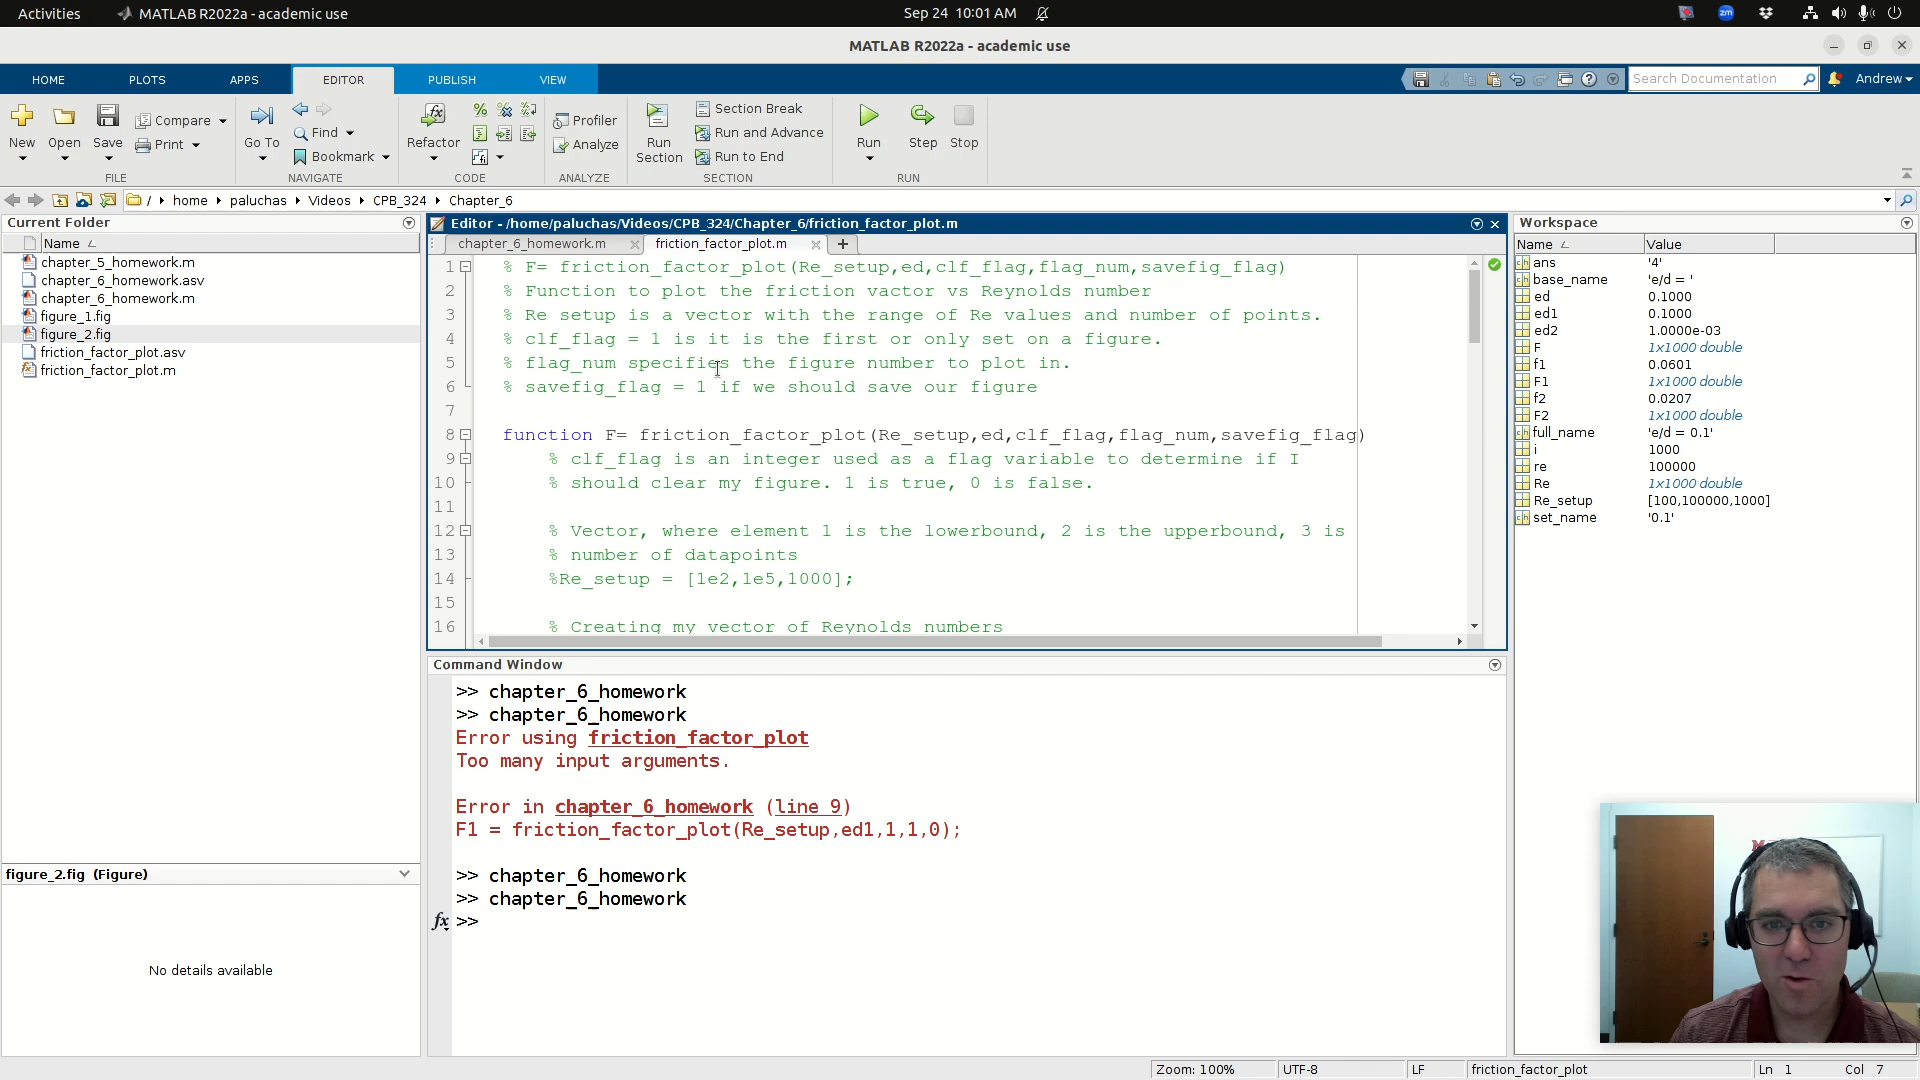 Activities
MATLAB R2022a - academic use
Sep 24 10:01 AM
zm
MATLAB R2022a - academic use
HOME
PLOTS
APPS
EDITOR
PUBLISH
VIEW
Search Documentation
Andrew
New
Open
Save
Compare
Print
FILE
Go To
Find
Bookmark
NAVIGATE
Refactor
CODE
Profiler
Analyze
ANALYZE
Run Section
Section Break
Run and Advance
Run to End
SECTION
Run
Step
Stop
RUN
/ home paluchas Videos CPB_324 Chapter_6
Current Folder
Name
chapter_5_homework.m
chapter_6_homework.asv
chapter_6_homework.m
figure_1.fig
figure_2.fig
friction_factor_plot.asv
friction_factor_plot.m
figure_2.fig (Figure)
No details available
Editor - /home/paluchas/Videos/CPB_324/Chapter_6/friction_factor_plot.m
chapter_6_homework.m
friction_factor_plot.m
1 % F= friction_factor_plot(Re_setup,ed,clf_flag,flag_num,savefig_flag)
2 % Function to plot the friction vactor vs Reynolds number
3 % Re setup is a vector with the range of Re values and number of points.
4 % clf_flag = 1 is it is the first or only set on a figure.
5 % flag_num specifies the figure number to plot in.
6 % savefig_flag = 1 if we should save our figure
7
8 function F= friction_factor_plot(Re_setup,ed,clf_flag,flag_num,savefig_flag)
9 % clf_flag is an integer used as a flag variable to determine if I
10 % should clear my figure. 1 is true, 0 is false.
11
12 % Vector, where element 1 is the lowerbound, 2 is the upperbound, 3 is
13 % number of datapoints
14 %Re_setup = [1e2,1e5,1000];
15
16 % Creating my vector of Reynolds numbers
Command Window
>> chapter_6_homework
>> chapter_6_homework
Error using friction_factor_plot
Too many input arguments.
Error in chapter_6_homework (line 9)
F1 = friction_factor_plot(Re_setup,ed1,1,1,0);
>> chapter_6_homework
>> chapter_6_homework
fx >>
Workspace
Name Value
ans '4'
base_name 'e/d = '
ed 0.1000
ed1 0.1000
ed2 1.0000e-03
F 1x1000 double
f1 0.0601
F1 1x1000 double
f2 0.0207
F2 1x1000 double
full_name 'e/d = 0.1'
i 1000
re 100000
Re 1x1000 double
Re_setup [100,100000,1000]
set_name '0.1'
Zoom: 100%
UTF-8
LF
friction_factor_plot
Ln 1 Col 7